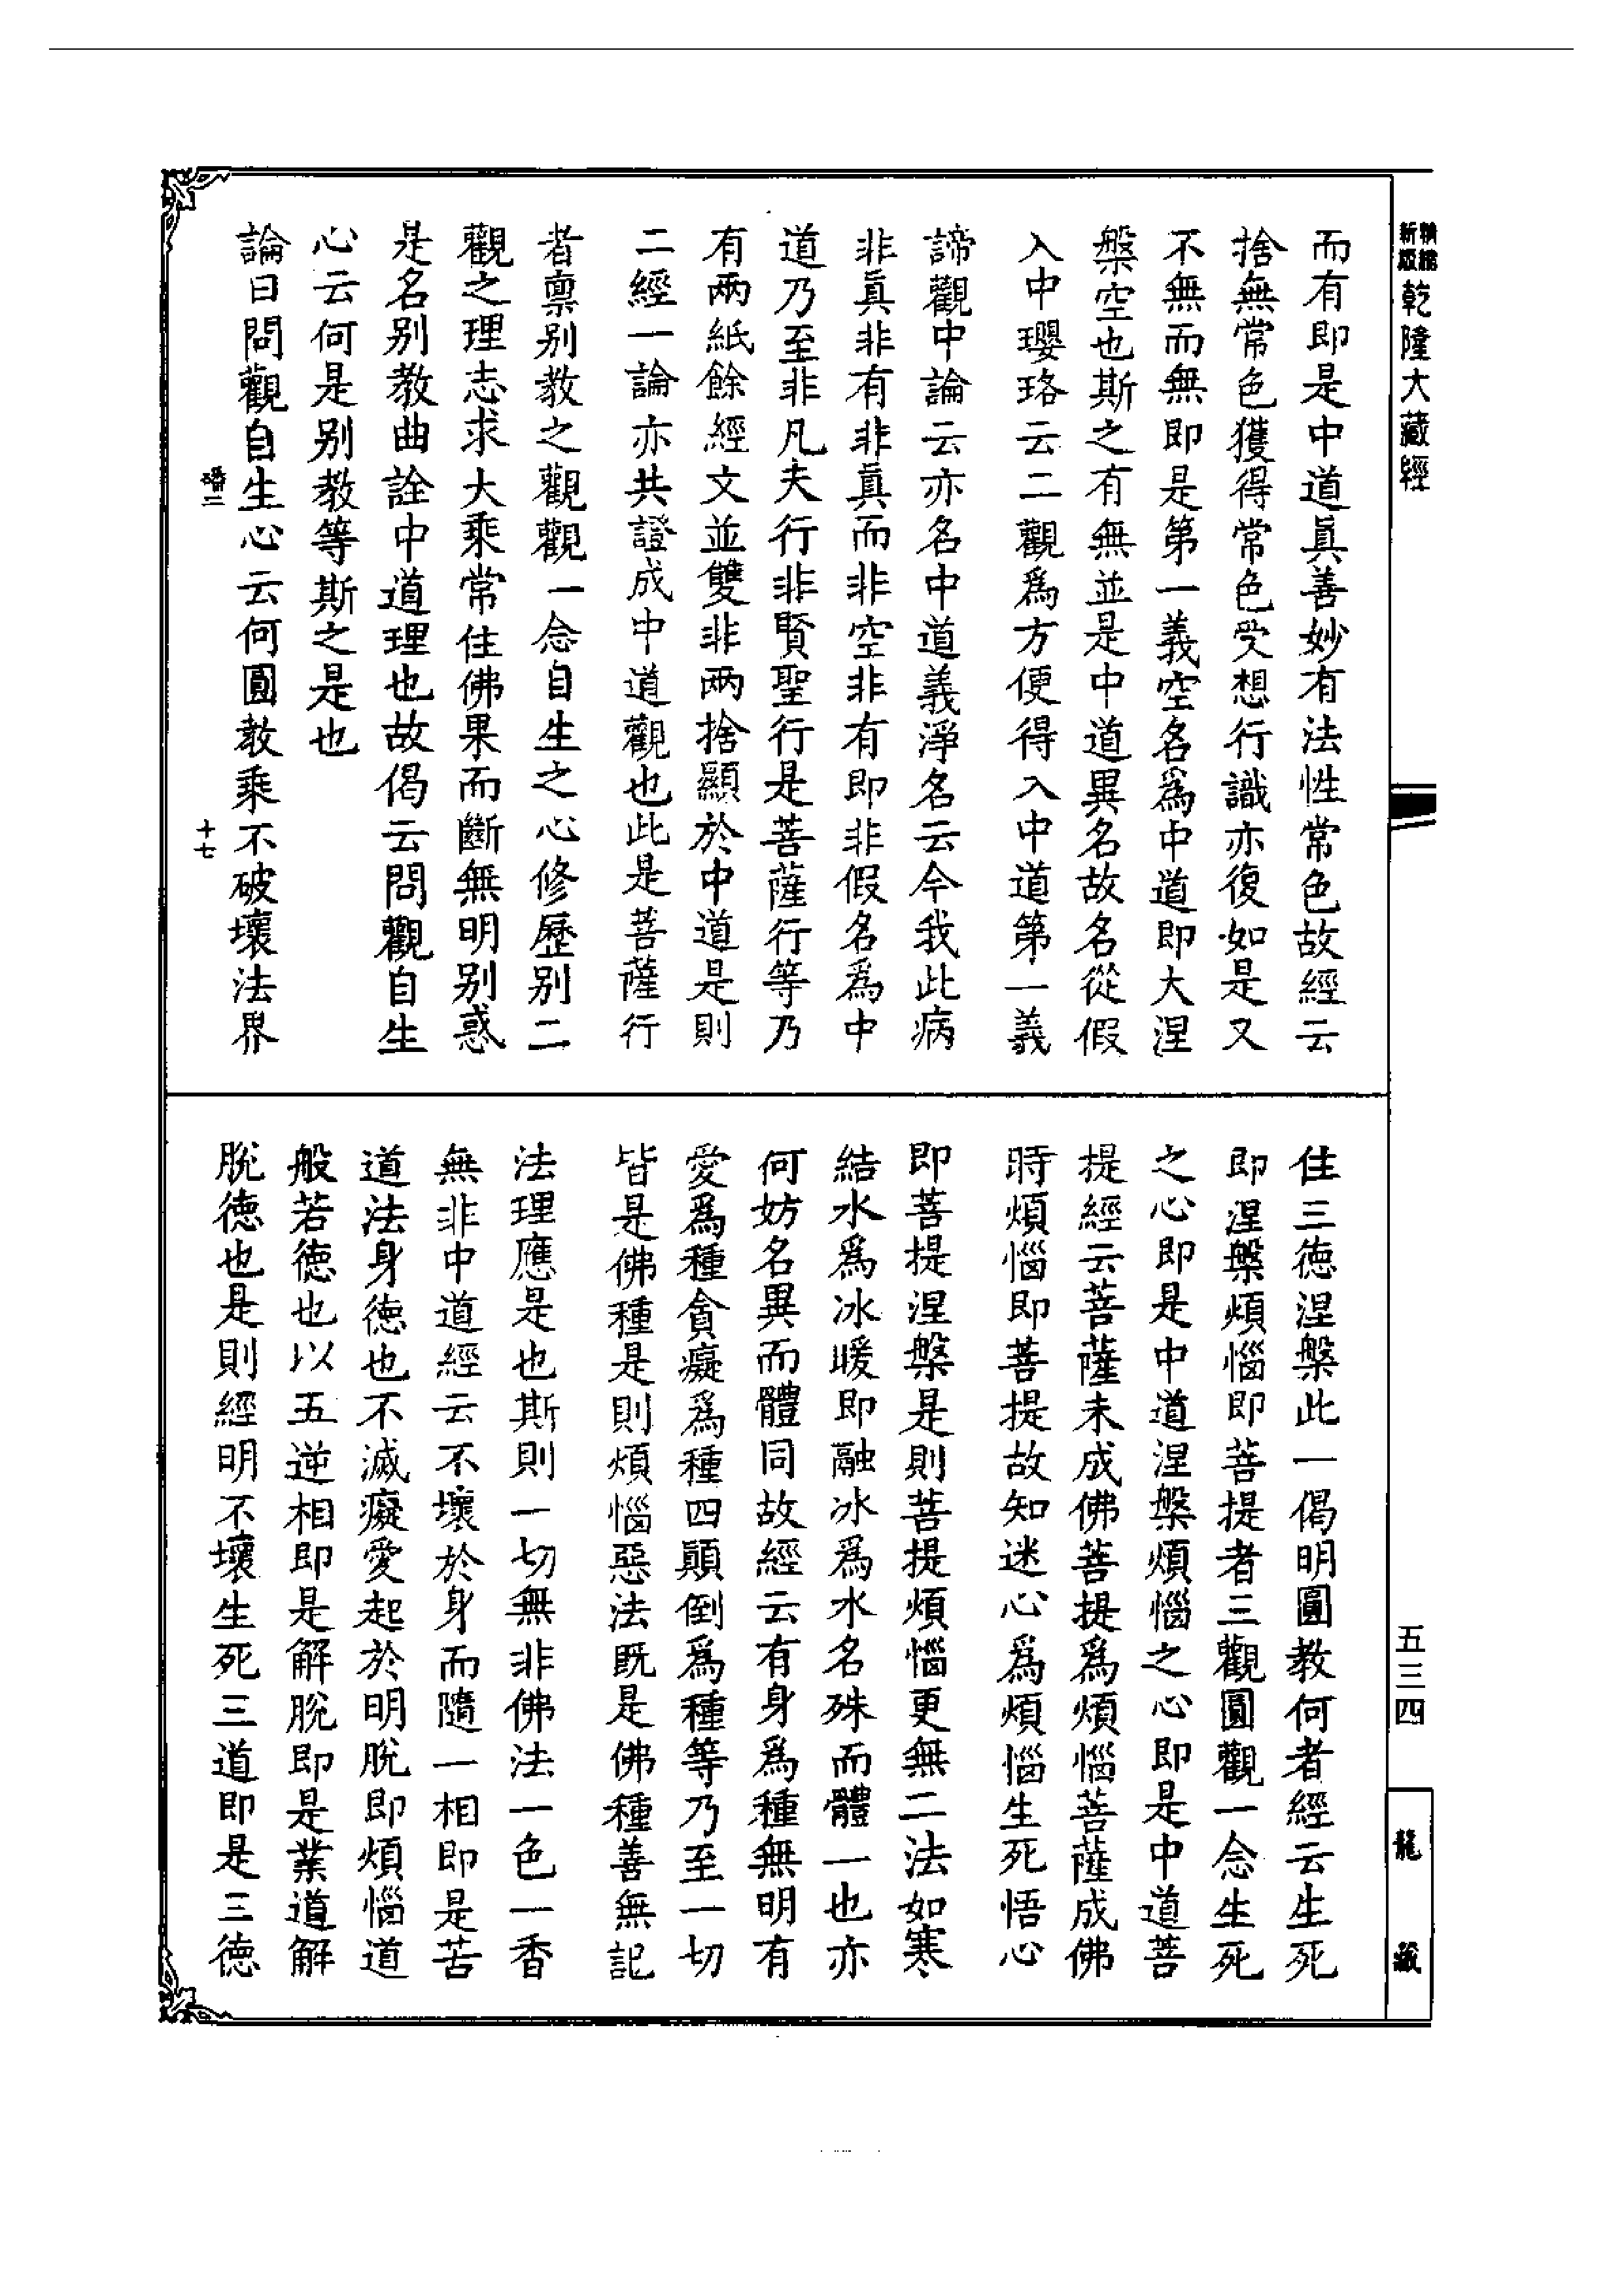 新版精縮乾隆大藏經
而有即是中道眞善妙有法性常色故經云
捨無常色獲得常色受想行識亦復如是又
不無而無即是第一義空名爲中道即大涅
槃空也斯之有無並是中道異名故名從假
入中瓔珞云二觀爲方便得入中道第一義
諦觀中論云亦名中道義淨名云今我此病
非眞非有非眞而非空非有即非假名爲中
道乃至非凡夫行非賢聖行是菩薩行等乃
有兩紙餘經文並雙非兩捨顯於中道是則
二經一論亦共證成中道觀也此是菩薩行
者禀別教之觀觀一念自生之心修歷別二
觀之理志求大乘常住佛果而斷無明別惑
是名別教曲詮中道理也故偈云問觀自生
心云何是別教等斯之是也
論曰問觀自生心云何圓教乘不破壞法界
十七
住三德涅槃此一偈明圓教何者經云生死
即涅槃煩惱即菩提者三觀圓觀一念生死
之心即是中道涅槃煩惱之心即是中道菩
提經云菩薩未成佛菩提爲煩惱菩薩成佛
時煩惱即菩提故知迷心爲煩惱生死悟心
即菩提涅槃是則菩提煩惱更無二法如寒
結水爲冰暖即融冰爲水名殊而體一也亦
何妨名異而體同故經云有身爲種無明有
愛爲種貪癡爲種四顛倒爲種等乃至一切
皆是佛種是則煩惱惡法既是佛種善無記
法理應是也斯則一切無非佛法一色一香
無非中道經云不壞於身而隨一相即是苦
道法身德也不滅癡愛起於明脫即煩惱道
般若德也以五逆相即是解脫即是業道解
脫德也是則經明不壞生死三道即是三德
五三四
龍藏